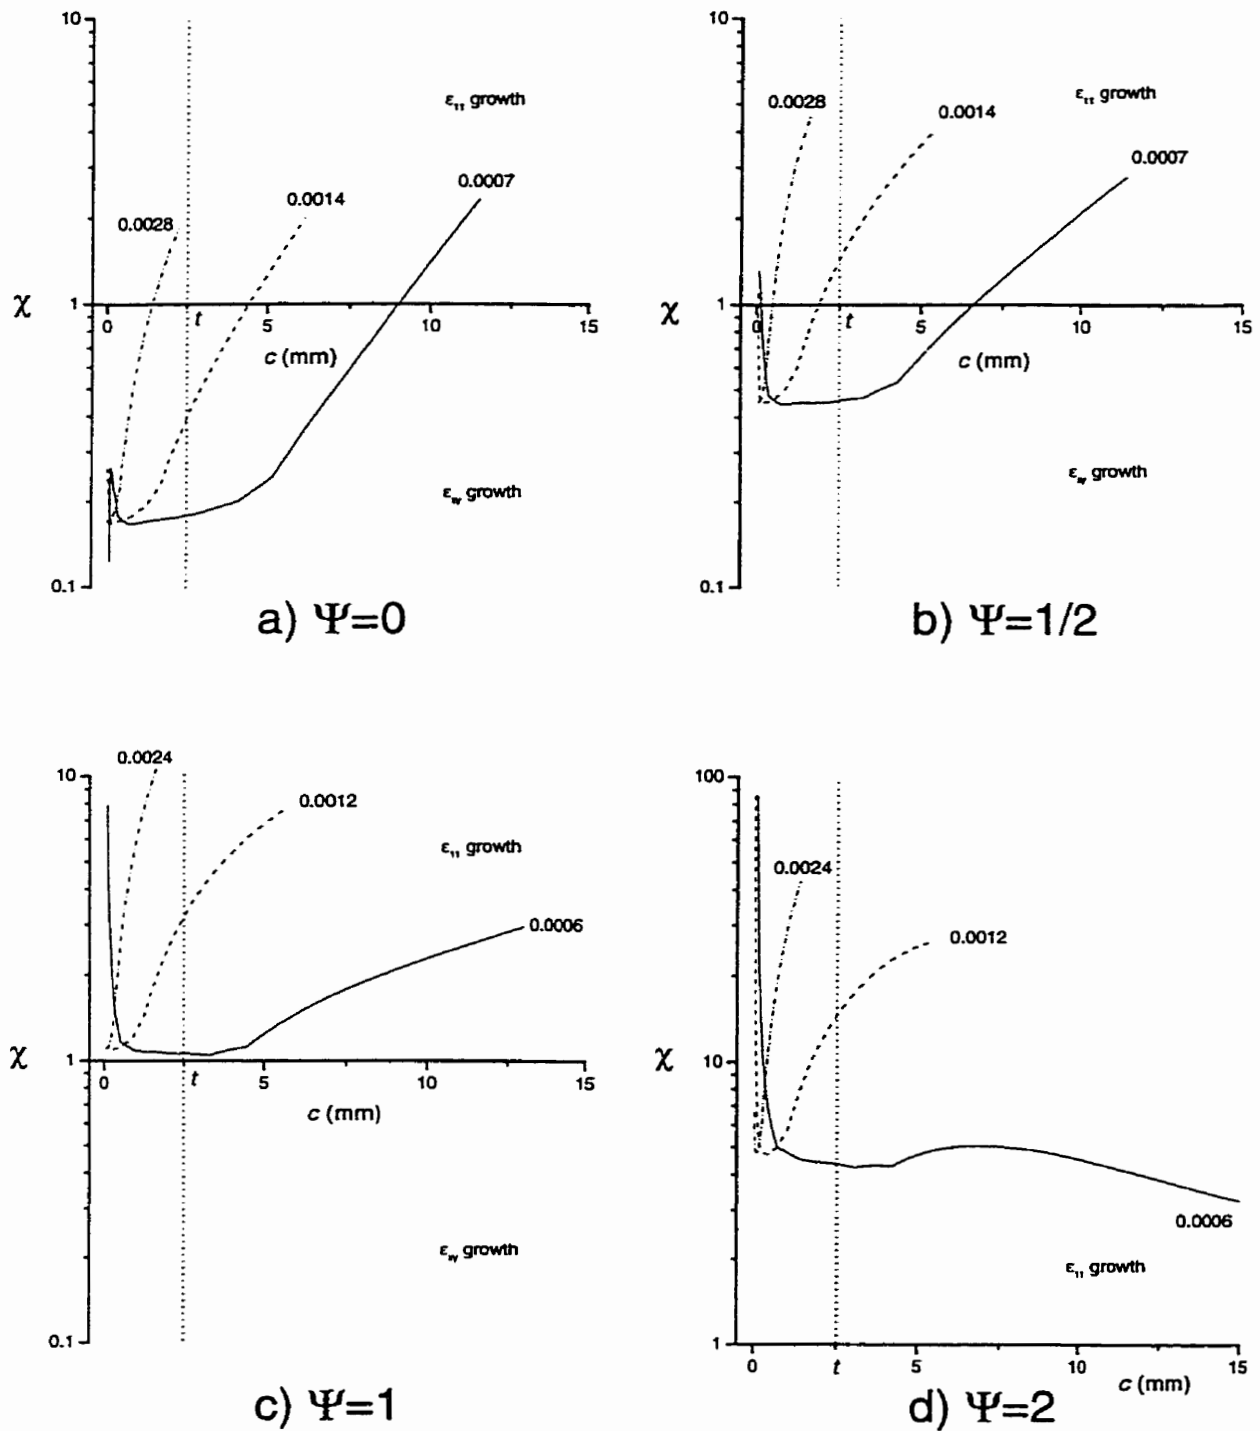 10
ε₁₁ growth
0.0028
0.0014
0.0007
χ
1
0
t
5
10
15
c (mm)
εxy growth
0.1
a) Ψ=0
10
ε₁₁ growth
0.0028
0.0014
0.0007
χ
1
0
t
5
10
15
c (mm)
εxy growth
0.1
b) Ψ=1/2
0.0024
10
0.0012
ε₁₁ growth
0.0006
χ
1
0
t
5
10
15
c (mm)
εxy growth
0.1
c) Ψ=1
100
0.0024
0.0012
χ
10
0.0006
ε₁₁ growth
1
0
t
5
10
15
c (mm)
d) Ψ=2